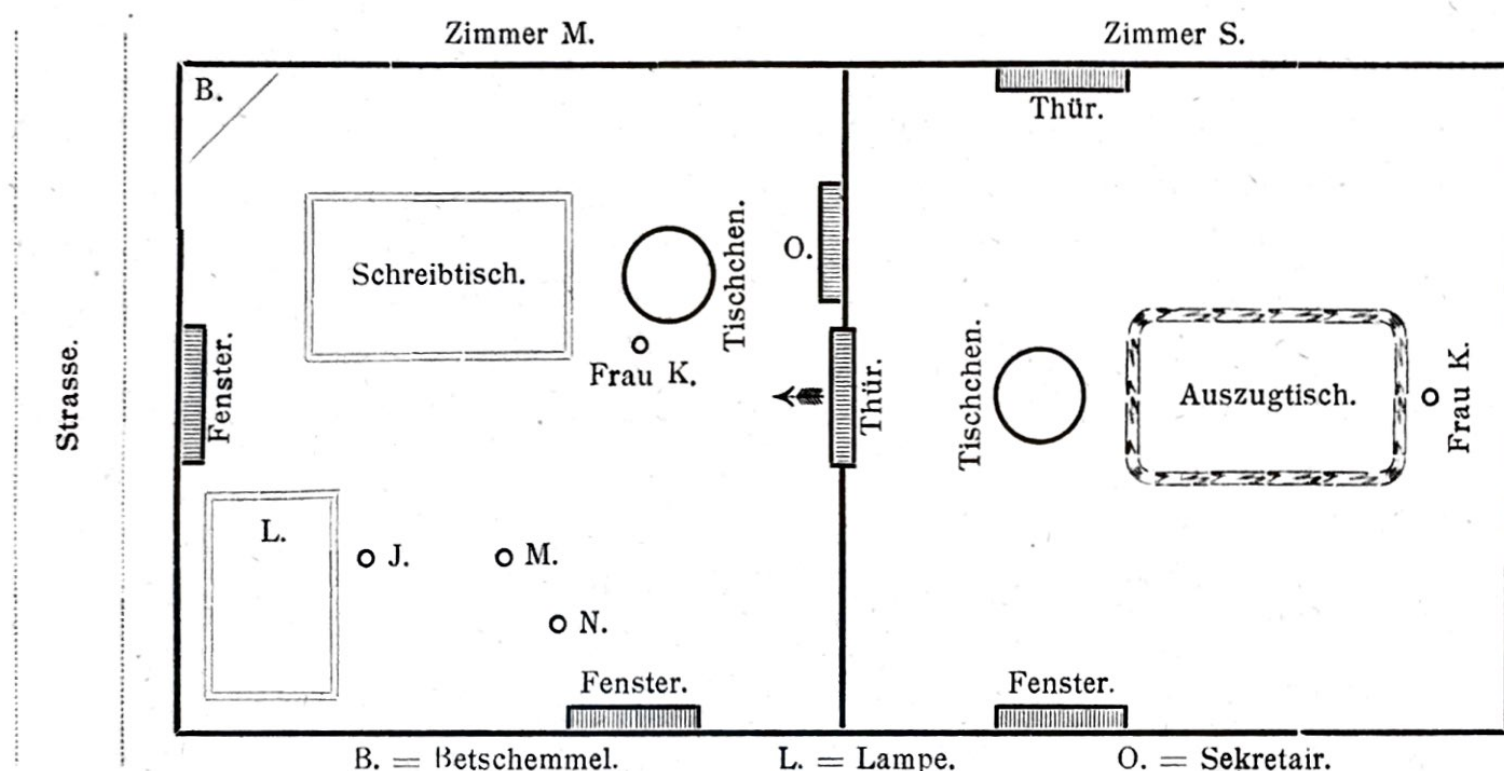 Zimmer M.
Zimmer S.
B.
Thür.
Schreibtisch.
Tischchen.
O.
Frau K.
Strasse.
Fenster.
Thür.
Tischchen.
Auszugtisch.
Frau K.
L.
J.
M.
N.
Fenster.
Fenster.
B. = Betschemmel.
L. = Lampe.
O. = Sekretair.